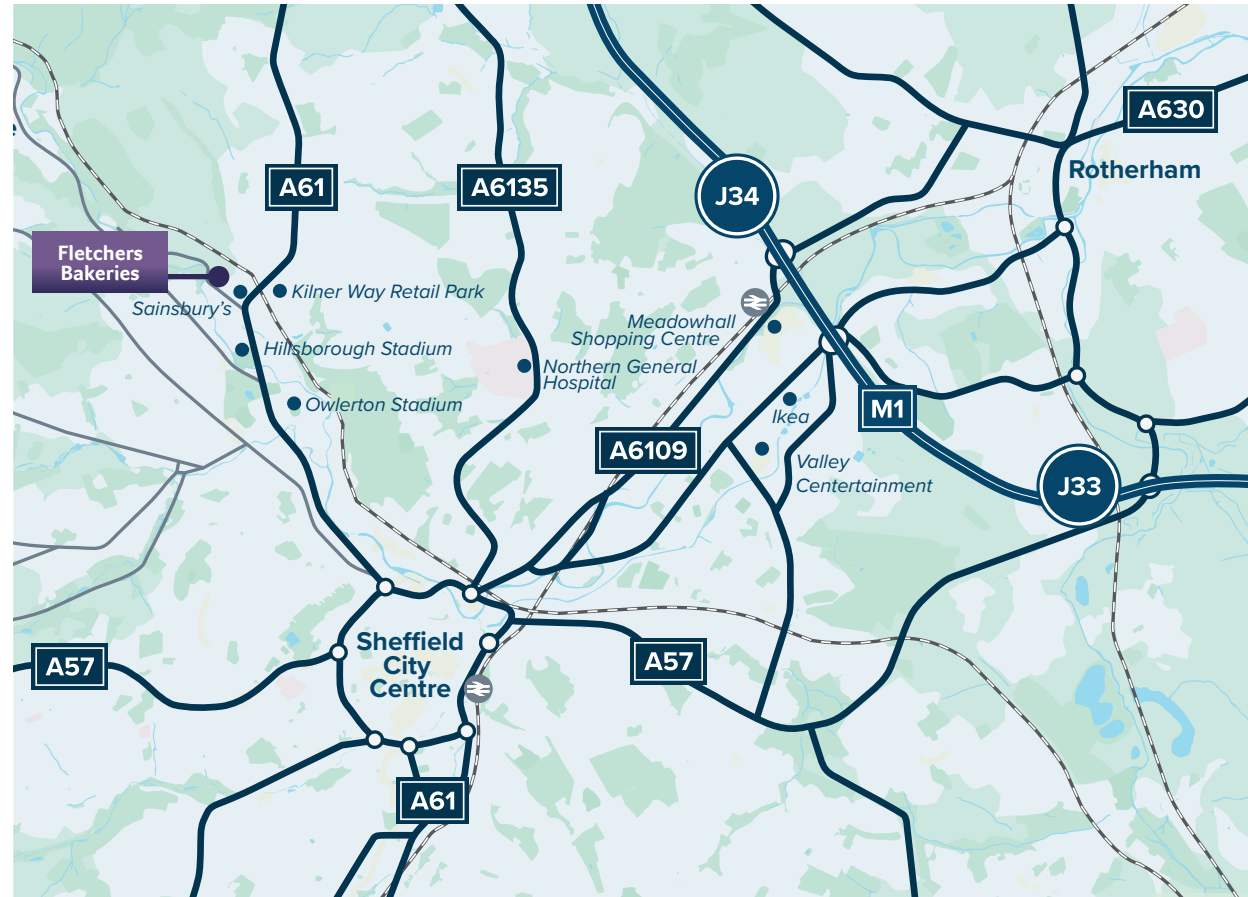 A630
Rotherham
A61
A6135
J34
Fletchers
Bakeries
Sainsbury's
Kilner Way Retail Park
Hillsborough Stadium
Owlerton Stadium
Meadowhall
Shopping Centre
Northern General
Hospital
Ikea
M1
A6109
Valley
Centertainment
J33
Sheffield
City
Centre
A57
A57
A61